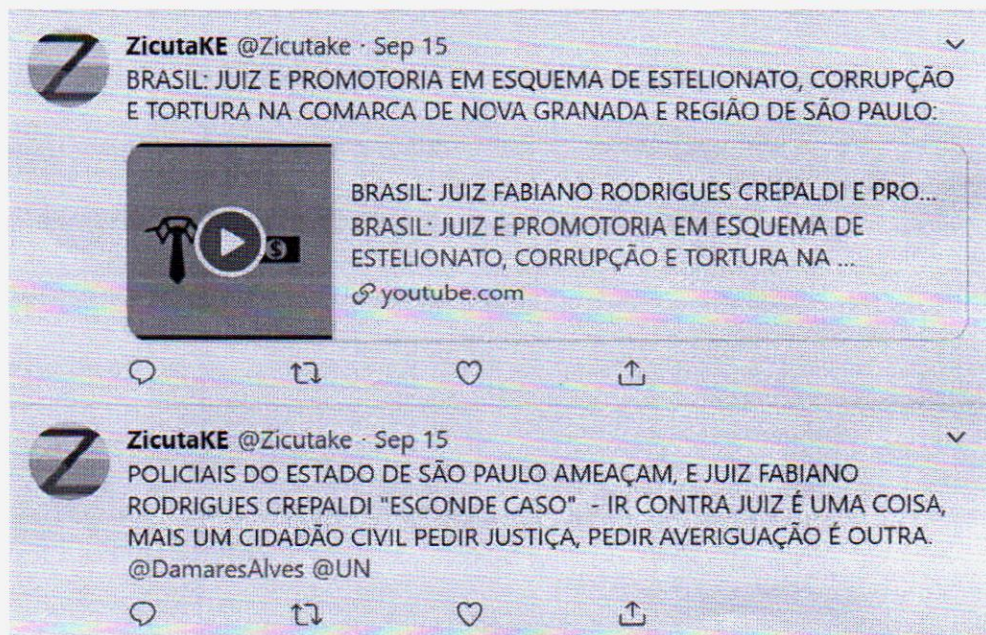 ZicutaKE @Zicutake · Sep 15
BRASIL: JUIZ E PROMOTORIA EM ESQUEMA DE ESTELIONATO, CORRUPÇÃO
E TORTURA NA COMARCA DE NOVA GRANADA E REGIÃO DE SÃO PAULO:
BRASIL: JUIZ FABIANO RODRIGUES CREPALDI E PRO...
BRASIL: JUIZ E PROMOTORIA EM ESQUEMA DE
ESTELIONATO, CORRUPÇÃO E TORTURA NA ...
youtube.com
ZicutaKE @Zicutake · Sep 15
POLICIAIS DO ESTADO DE SÃO PAULO AMEAÇAM, E JUIZ FABIANO
RODRIGUES CREPALDI "ESCONDE CASO" - IR CONTRA JUIZ É UMA COISA,
MAIS UM CIDADÃO CIVIL PEDIR JUSTIÇA, PEDIR AVERIGUAÇÃO É OUTRA.
@DamaresAlves @UN